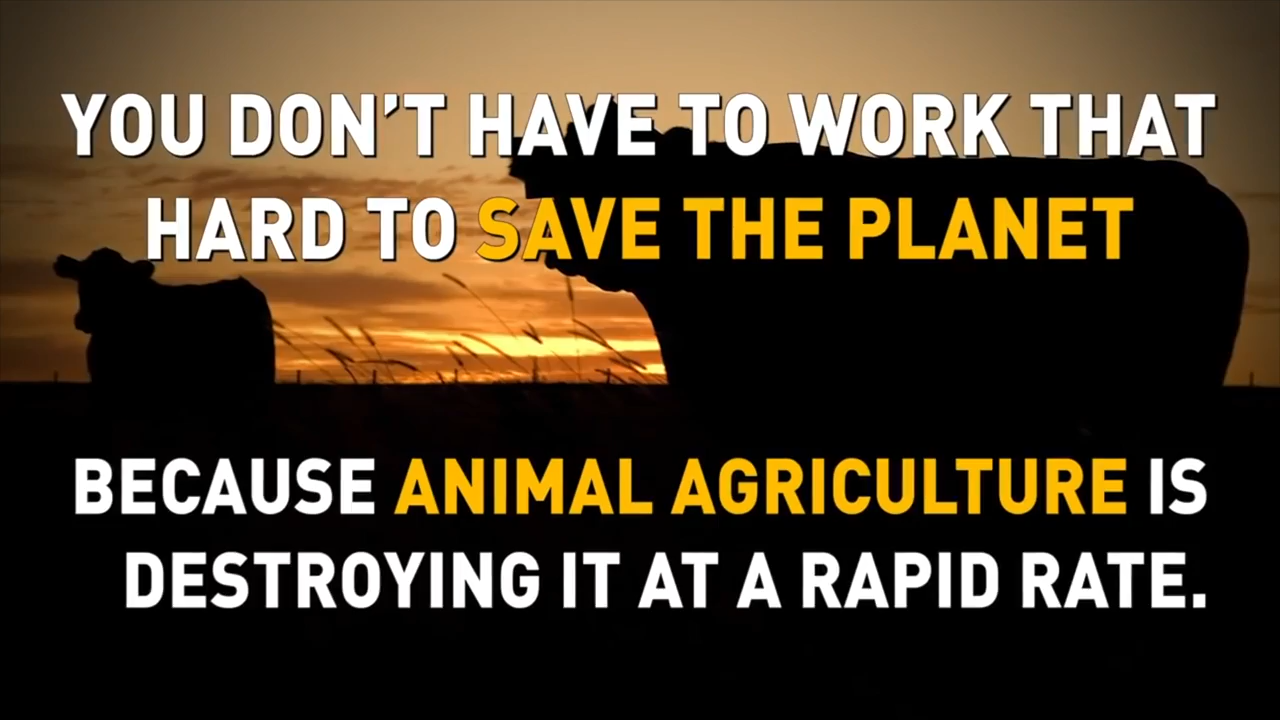 YOU DON'T HAVE TO WORK THAT
HARD TO SAVE THE PLANET
BECAUSE ANIMAL AGRICULTURE IS
DESTROYING IT AT A RAPID RATE.